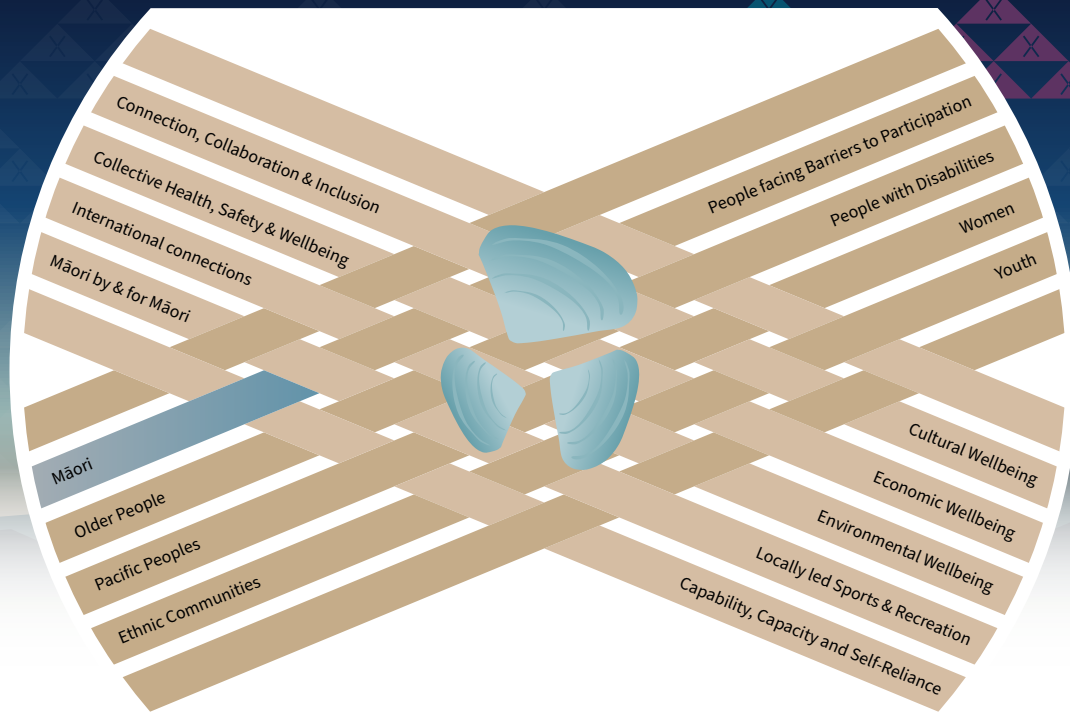 Connection, Collaboration & Inclusion
Collective Health, Safety & Wellbeing
International connections
Māori by & for Māori
People facing Barriers to Participation
People with Disabilities
Women
Youth
Māori
Older People
Pacific Peoples
Ethnic Communities
Cultural Wellbeing
Economic Wellbeing
Environmental Wellbeing
Locally led Sports & Recreation
Capability, Capacity and Self-Reliance